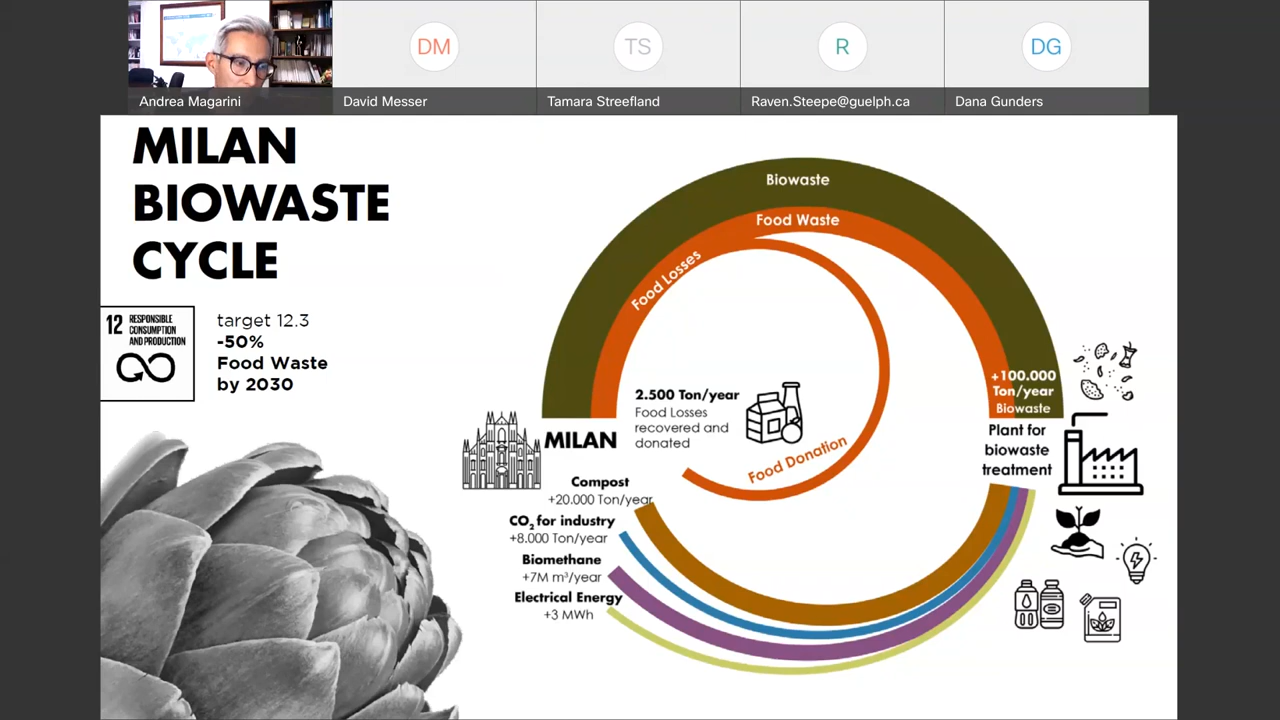 Andrea Magarini
DM
David Messer
TS
Tamara Streefland
R
Raven.Steepe@guelph.ca
DG
Dana Gunders
MILAN
BIOWASTE
CYCLE
12 RESPONSIBLE
CONSUMPTION
AND PRODUCTION
target 12.3
-50%
Food Waste
by 2030
Biowaste
Food Waste
Food Losses
2.500 Ton/year
Food Losses
recovered and
donated
Food Donation
MILAN
+100.000
Ton/year
Biowaste
Plant for
biowaste
treatment
Compost
+20.000 Ton/year
CO₂ for industry
+8.000 Ton/year
Biomethane
+7M m³/year
Electrical Energy
+3 MWh